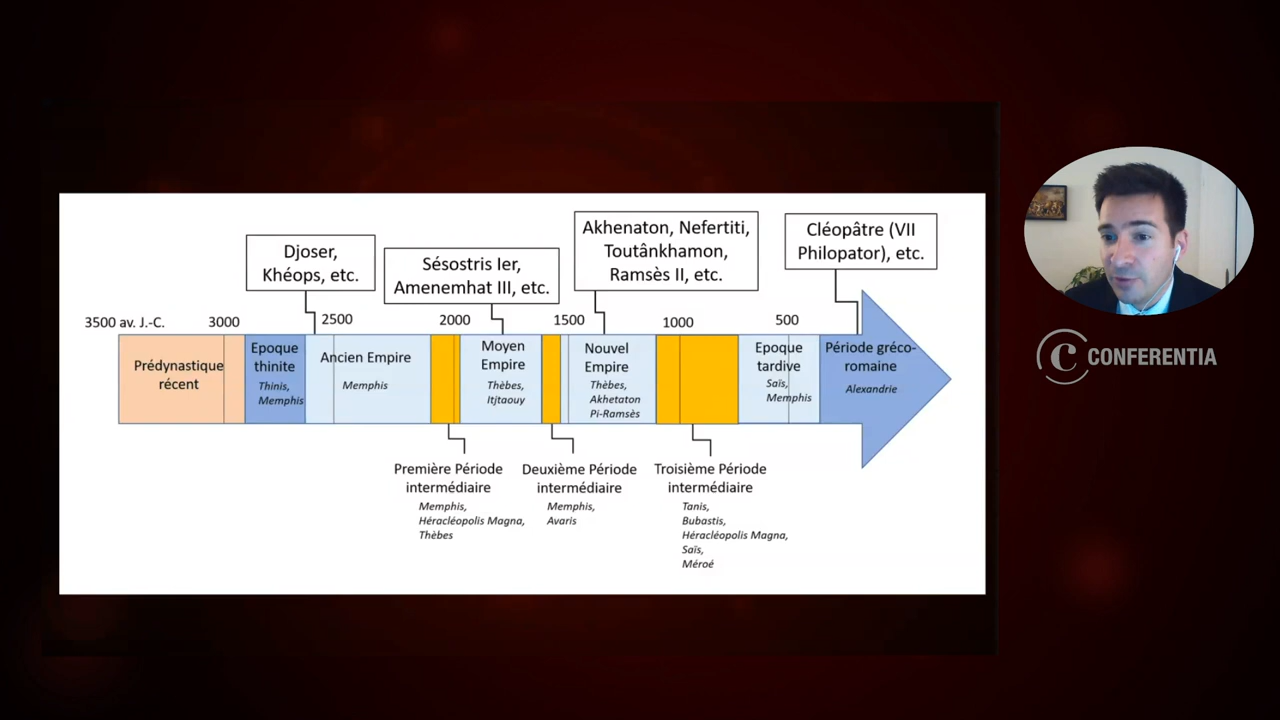 Djoser,
Khéops, etc.
Sésostris Ier,
Amenemhat III, etc.
Akhenaton, Nefertiti,
Toutânkhamon,
Ramsès II, etc.
Cléopâtre (VII
Philopator), etc.
3500 av. J.-C.
3000
2500
2000
1500
1000
500
Prédynastique
récent
Epoque
thinite
Thinis,
Memphis
Ancien Empire
Memphis
Moyen
Empire
Thèbes,
Itjtaouy
Nouvel
Empire
Thèbes,
Akhetaton
Pi-Ramsès
Epoque
tardive
Saïs,
Memphis
Période gréco-
romaine
Alexandrie
Première Période
intermédiaire
Memphis,
Héracléopolis Magna,
Thèbes
Deuxième Période
intermédiaire
Memphis,
Avaris
Troisième Période
intermédiaire
Tanis,
Bubastis,
Héracléopolis Magna,
Saïs,
Méroé
C CONFERENTIA